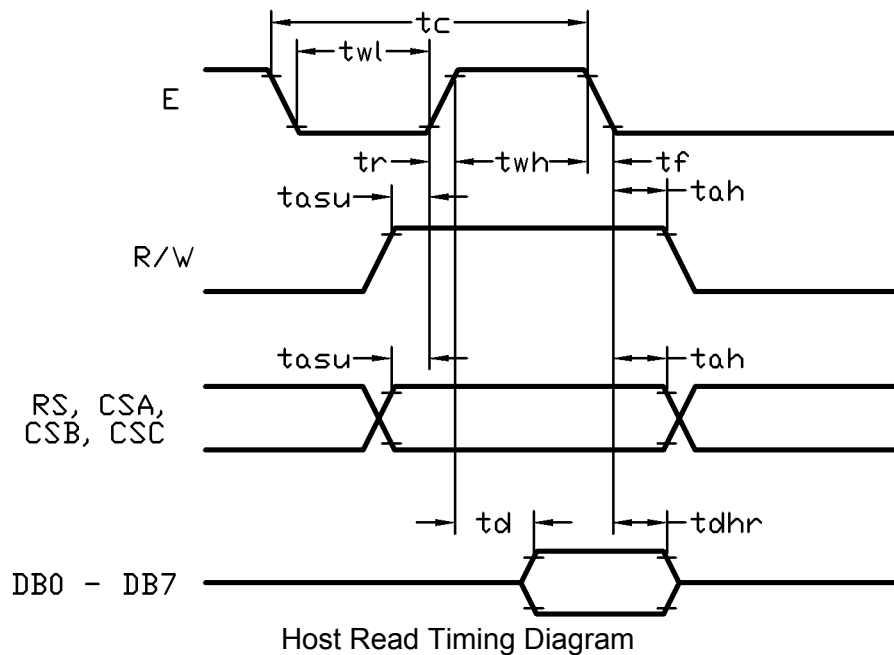 tc
twl
E
tr
twh
tf
tasu
tah
R/W
tasu
tah
RS, CSA,
CSB, CSC
td
tdhr
DB0 - DB7
Host Read Timing Diagram